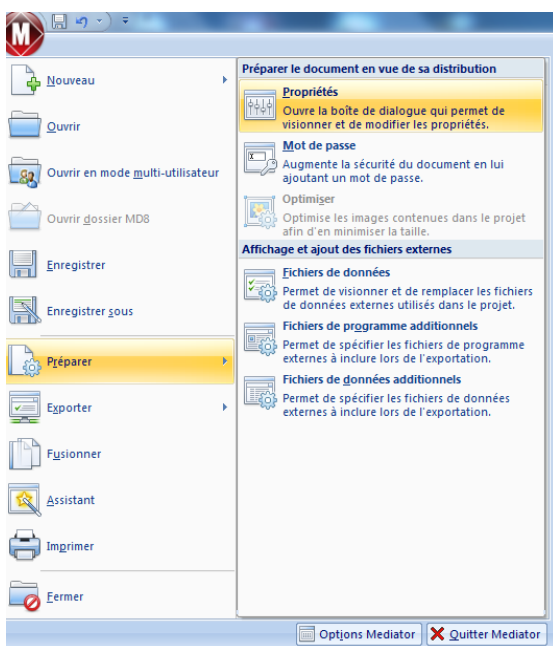 M
Nouveau
Ouvrir
Ouvrir en mode multi-utilisateur
Ouvrir dossier MD8
Enregistrer
Enregistrer sous
Préparer
Exporter
Fusionner
Assistant
Imprimer
Fermer
Préparer le document en vue de sa distribution
Propriétés
Ouvre la boîte de dialogue qui permet de
visionner et de modifier les propriétés.
Mot de passe
Augmente la sécurité du document en lui
ajoutant un mot de passe.
Optimiser
Optimise les images contenues dans le projet
afin d'en minimiser la taille.
Affichage et ajout des fichiers externes
Fichiers de données
Permet de visionner et de remplacer les fichiers
de données externes utilisés dans le projet.
Fichiers de programme additionnels
Permet de spécifier les fichiers de programme
externes à inclure lors de l'exportation.
Fichiers de données additionnels
Permet de spécifier les fichiers de données
externes à inclure lors de l'exportation.
Options Mediator
Quitter Mediator